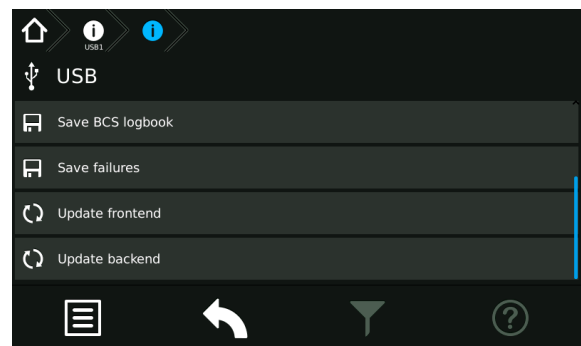 USB1
USB
Save BCS logbook
Save failures
Update frontend
Update backend